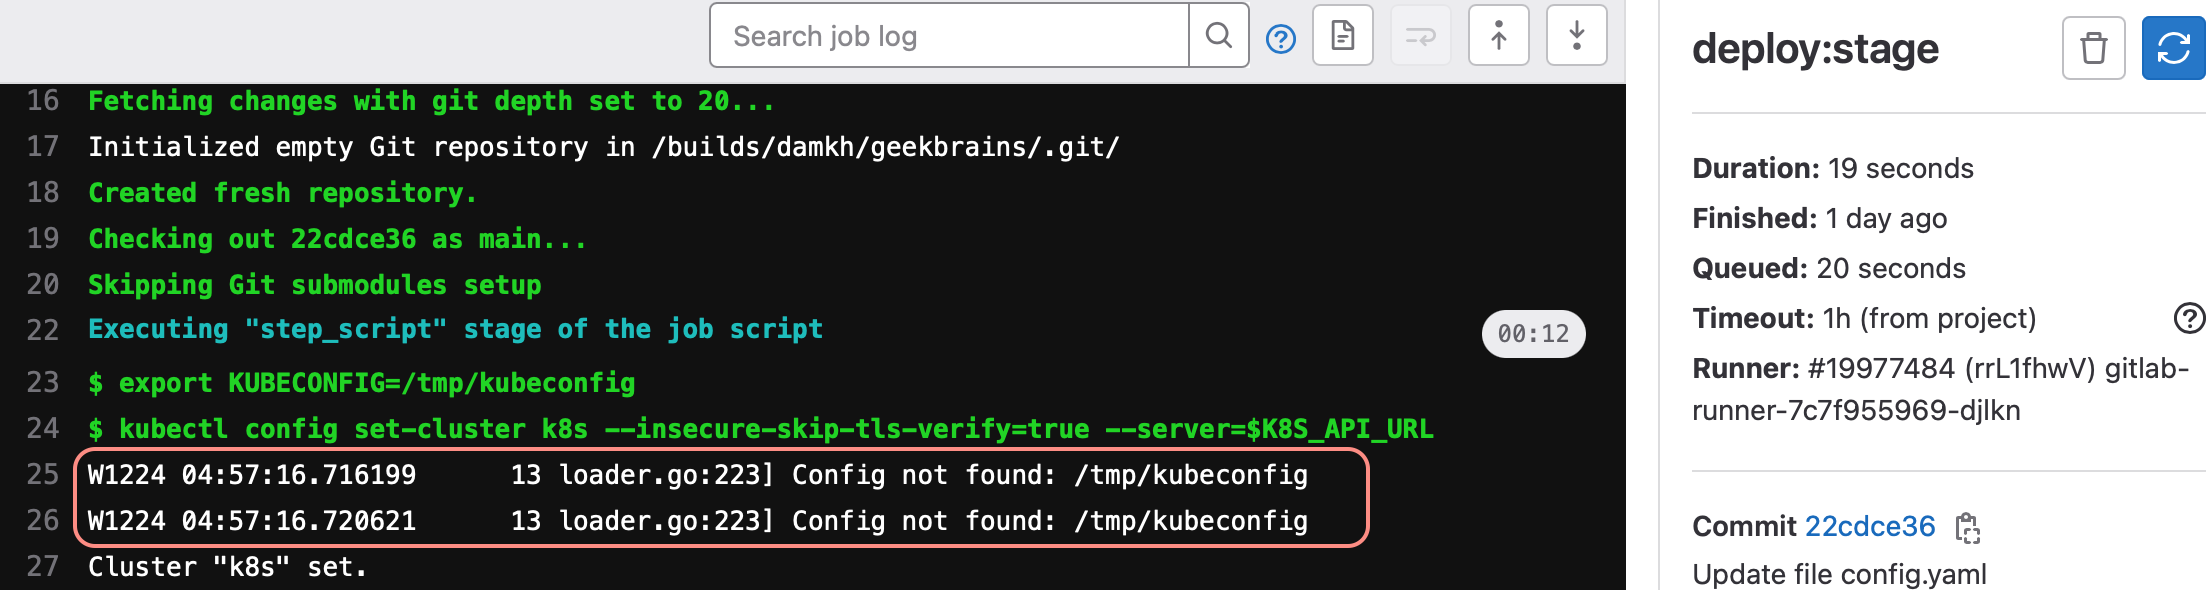 Search job log
16 Fetching changes with git depth set to 20...
17 Initialized empty Git repository in /builds/damkh/geekbrains/.git/
18 Created fresh repository.
19 Checking out 22cdce36 as main...
20 Skipping Git submodules setup
22 Executing "step_script" stage of the job script 00:12
23 $ export KUBECONFIG=/tmp/kubeconfig
24 $ kubectl config set-cluster k8s --insecure-skip-tls-verify=true --server=$K8S_API_URL
25 W1224 04:57:16.716199      13 loader.go:223] Config not found: /tmp/kubeconfig
26 W1224 04:57:16.720621      13 loader.go:223] Config not found: /tmp/kubeconfig
27 Cluster "k8s" set.
deploy:stage
Duration: 19 seconds
Finished: 1 day ago
Queued: 20 seconds
Timeout: 1h (from project)
Runner: #19977484 (rrL1fhwV) gitlab-
runner-7c7f955969-djlkn
Commit 22cdce36
Update file config.yaml